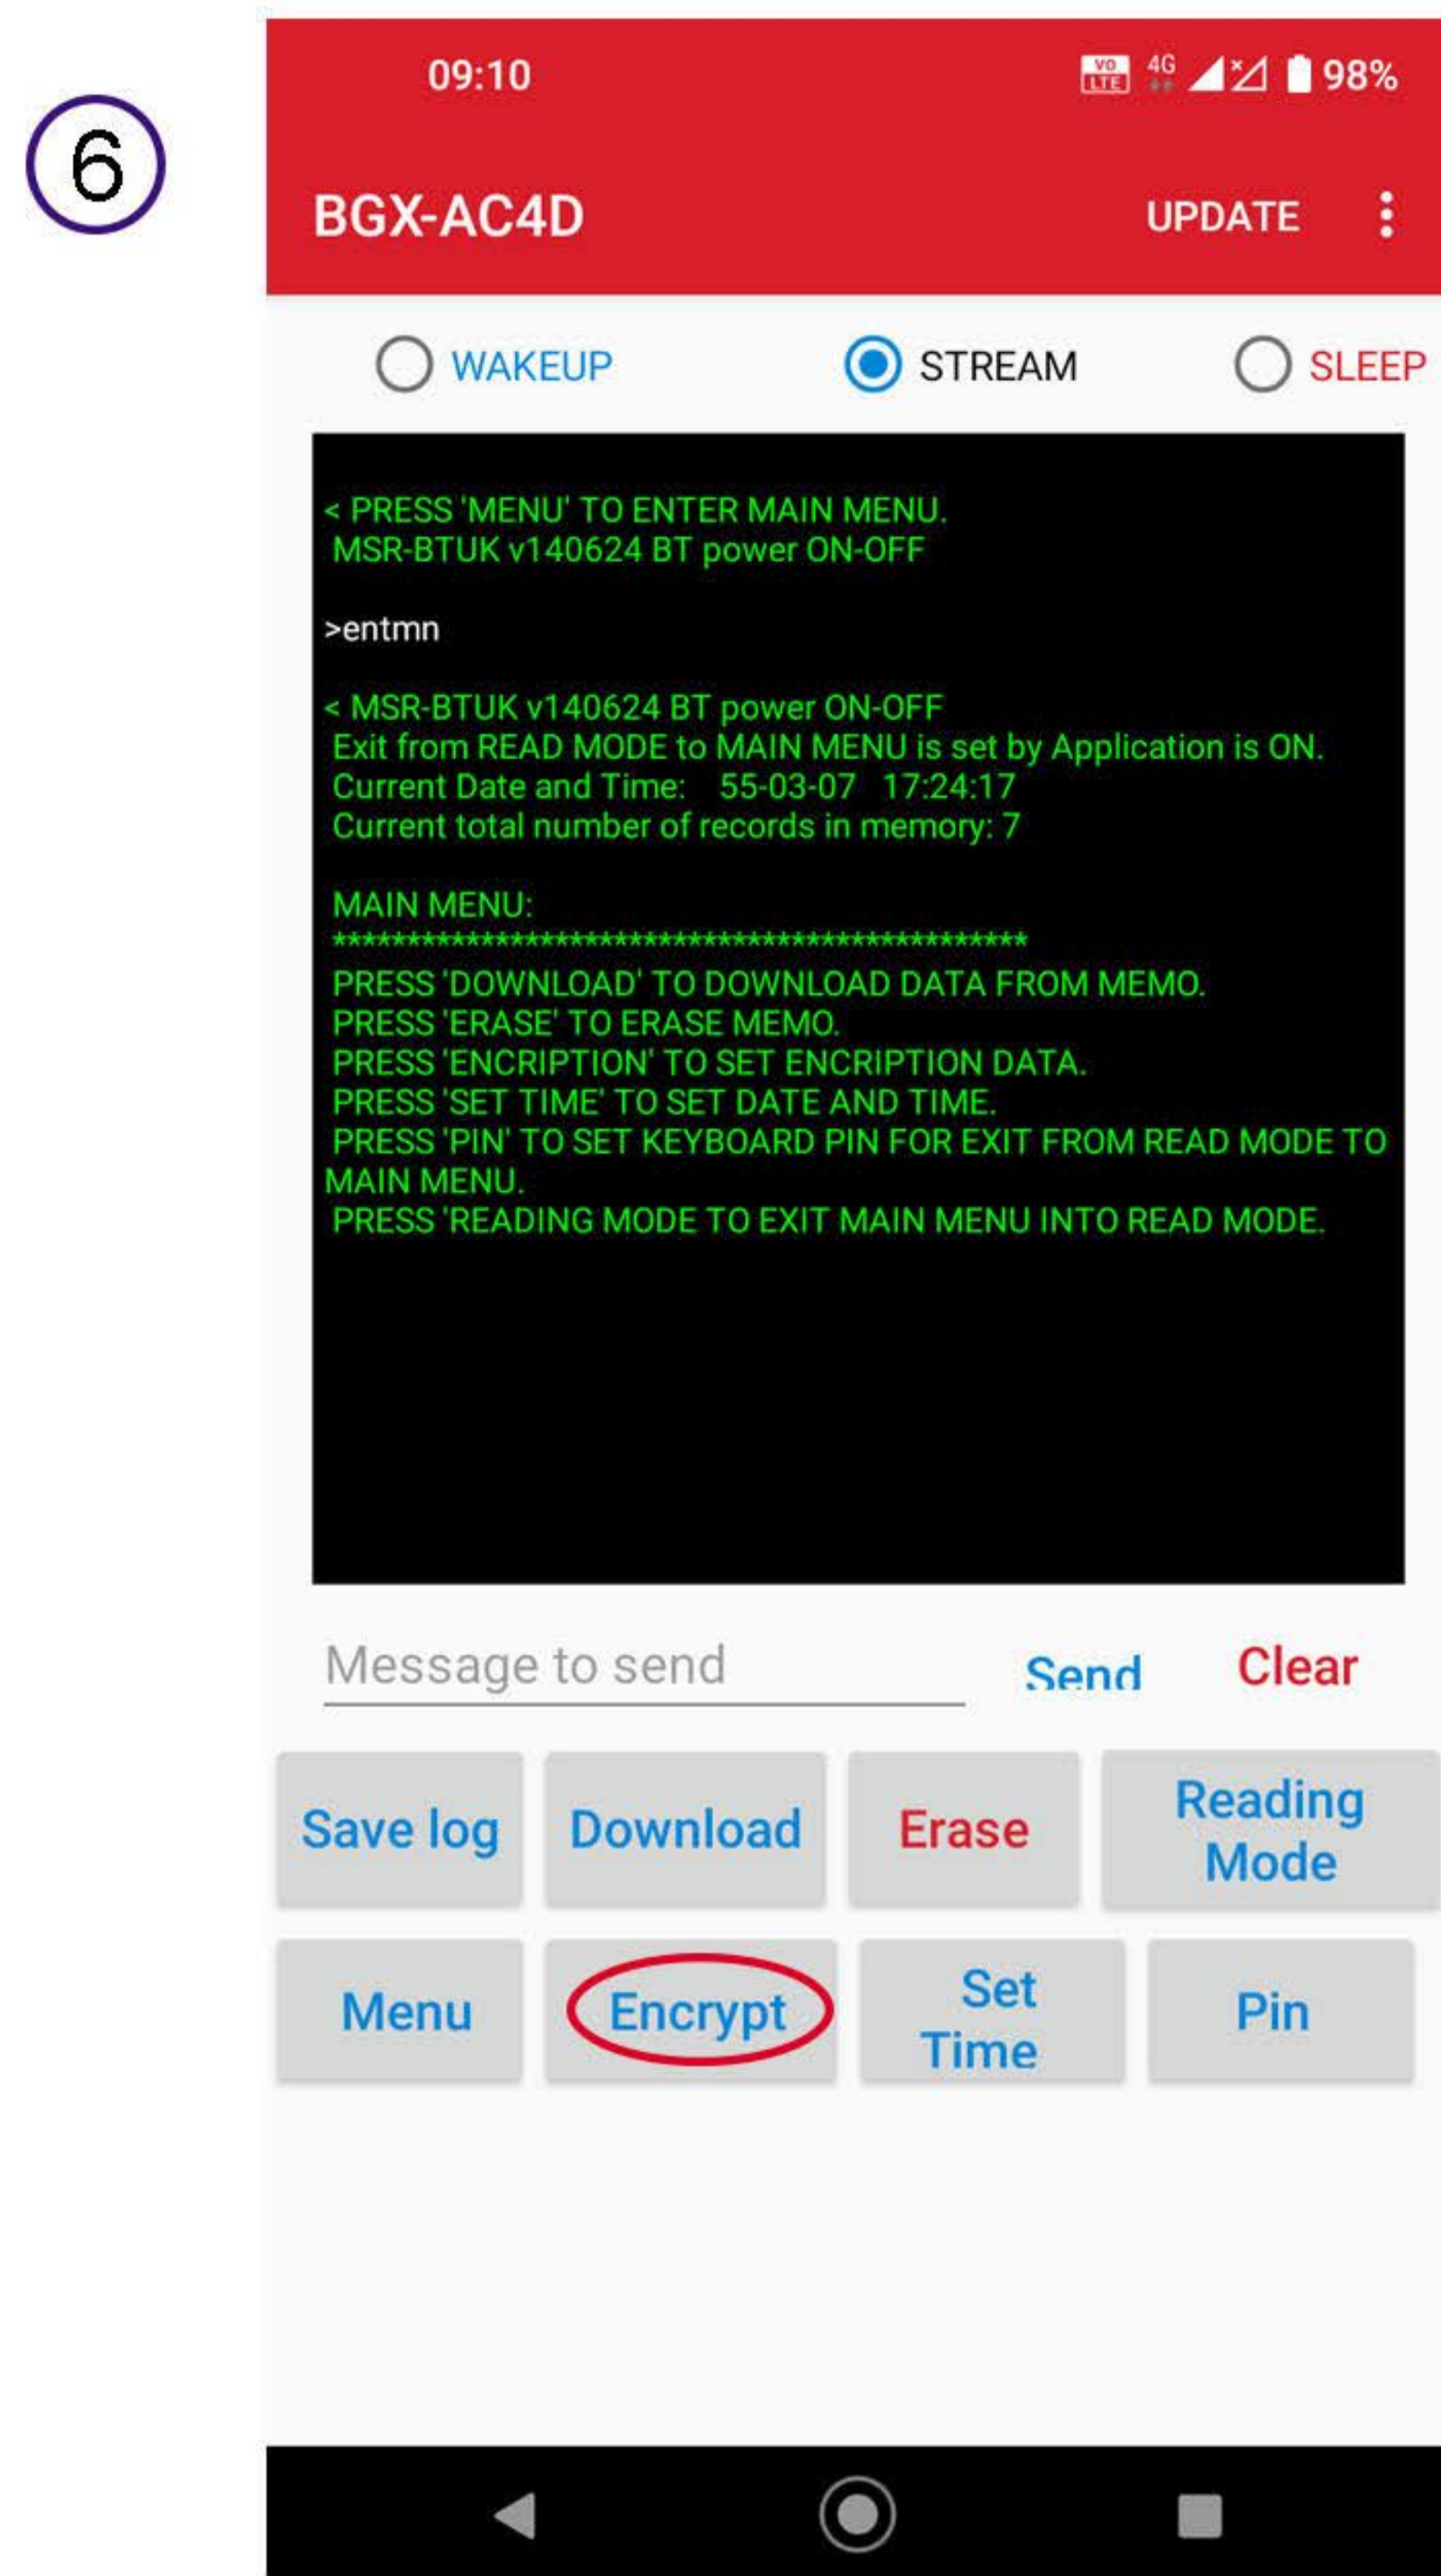 6
09:10
VO LTE 4G 98%
BGX-AC4D UPDATE
WAKEUP STREAM SLEEP
< PRESS 'MENU' TO ENTER MAIN MENU.
MSR-BTUK v140624 BT power ON-OFF
>entmn
< MSR-BTUK v140624 BT power ON-OFF
Exit from READ MODE to MAIN MENU is set by Application is ON.
Current Date and Time: 55-03-07 17:24:17
Current total number of records in memory: 7
MAIN MENU:
***********************************************
PRESS 'DOWNLOAD' TO DOWNLOAD DATA FROM MEMO.
PRESS 'ERASE' TO ERASE MEMO.
PRESS 'ENCRIPTION' TO SET ENCRIPTION DATA.
PRESS 'SET TIME' TO SET DATE AND TIME.
PRESS 'PIN' TO SET KEYBOARD PIN FOR EXIT FROM READ MODE TO
MAIN MENU.
PRESS 'READING MODE TO EXIT MAIN MENU INTO READ MODE.
Message to send Send Clear
Save log Download Erase Reading
Mode
Menu Encrypt Set
Time Pin